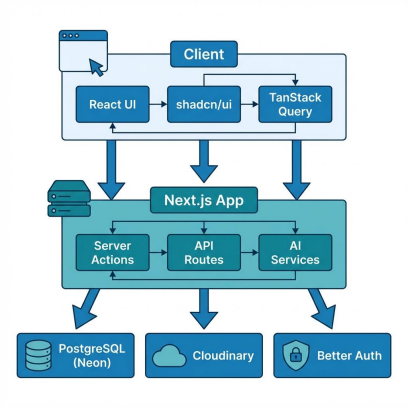 Client
React UI
shadcn/ui
TanStack
Query
Next.js App
Server
Actions
API
Routes
AI
Services
PostgreSQL
(Neon)
Cloudinary
Better Auth